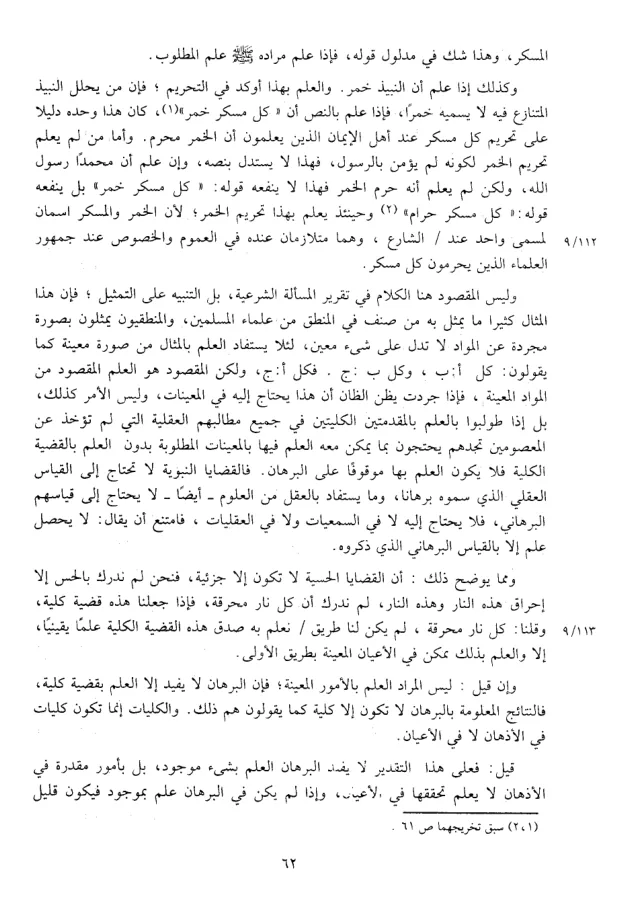 المسكر، وهذا شك في مدلول قوله، فإذا علم مراده ﷺ علم المطلوب.
وكذلك إذا علم أن النبيذ خمر. والعلم بهذا أوكد في التحريم ؛ فإن من يحلل النبيذ
المتنازع فيه لا يسميه خمرًا، فإذا علم بالنص أن « كل مسكر خمر»(١)، كان هذا وحده دليلا
على تحريم كل مسكر عند أهل الإيمان الذين يعلمون أن الخمر محرم. وأما من لم يعلم
تحريم الخمر لكونه لم يؤمن بالرسول، فهذا لا يستدل بنصه، وإن علم أن محمدًا رسول
الله، ولكن لم يعلم أنه حرم الخمر فهذا لا ينفعه قوله: « كل مسكر خمر» بل ينفعه
قوله:« كل مسكر حرام» (٢) وحينئذ يعلم بهذا تحريم الخمر؛ لأن الخمر والمسكر اسمان
٩/١١٢ لمسمى واحد عند / الشارع ، وهما متلازمان عنده في العموم والخصوص عند جمهور
العلماء الذين يحرمون كل مسكر.
وليس المقصود هنا الكلام في تقرير المسألة الشرعية، بل التنبيه على التمثيل ؛ فإن هذا
المثال كثيرا ما يمثل به من صنف في المنطق من علماء المسلمين، والمنطقيون يمثلون بصورة
مجردة عن المواد لا تدل على شىء معين، لئلا يستفاد العلم بالمثال من صورة معينة كما
يقولون: كل أ:ب ، وكل ب :ج . فكل أ:ج، ولكن المقصود هو العلم المقصود من
المواد المعينة ، فإذا جردت يظن الظان أن هذا يحتاج إليه في المعينات، وليس الأمر كذلك،
بل إذا طولبوا بالعلم بالمقدمتين الكليتين في جميع مطالبهم العقلية التي لم تؤخذ عن
المعصومين تجدهم يحتجون بما يمكن معه العلم فيها بالمعينات المطلوبة بدون العلم بالقضية
الكلية فلا يكون العلم بها موقوفًا على البرهان. فالقضايا النبوية لا تحتاج إلى القياس
العقلي الذي سموه برهانا، وما يستفاد بالعقل من العلوم ـ أيضًا ـ لا يحتاج إلى قياسهم
البرهاني، فلا يحتاج إليه لا في السمعيات ولا في العقليات ، فامتنع أن يقال: لا يحصل
علم إلا بالقياس البرهاني الذي ذكروه.
ومما يوضح ذلك : أن القضايا الحسية لا تكون إلا جزئية، فنحن لم ندرك بالحس إلا
إحراق هذه النار وهذه النار، لم ندرك أن كل نار محرقة، فإذا جعلنا هذه قضية كلية،
٩/١١٣ وقلنا: كل نار محرقة ، لم يكن لنا طريق / نعلم به صدق هذه القضية الكلية علمًا يقينيًا،
إلا والعلم بذلك ممكن في الأعيان المعينة بطريق الأولى.
وإن قيل : ليس المراد العلم بالأمور المعينة؛ فإن البرهان لا يفيد إلا العلم بقضية كلية،
فالنتائج المعلومة بالبرهان لا تكون إلا كلية كما يقولون هم ذلك. والكليات إنما تكون كليات
في الأذهان لا في الأعيان.
قيل: فعلى هذا التقدير لا يفيد البرهان العلم بشىء موجود، بل بأمور مقدرة في
الأذهان لا يعلم تحققها في الأعيان، وإذا لم يكن في البرهان علم بموجود فيكون قليل
(١،٢) سبق تخريجهما ص ٦١ .
٦٢